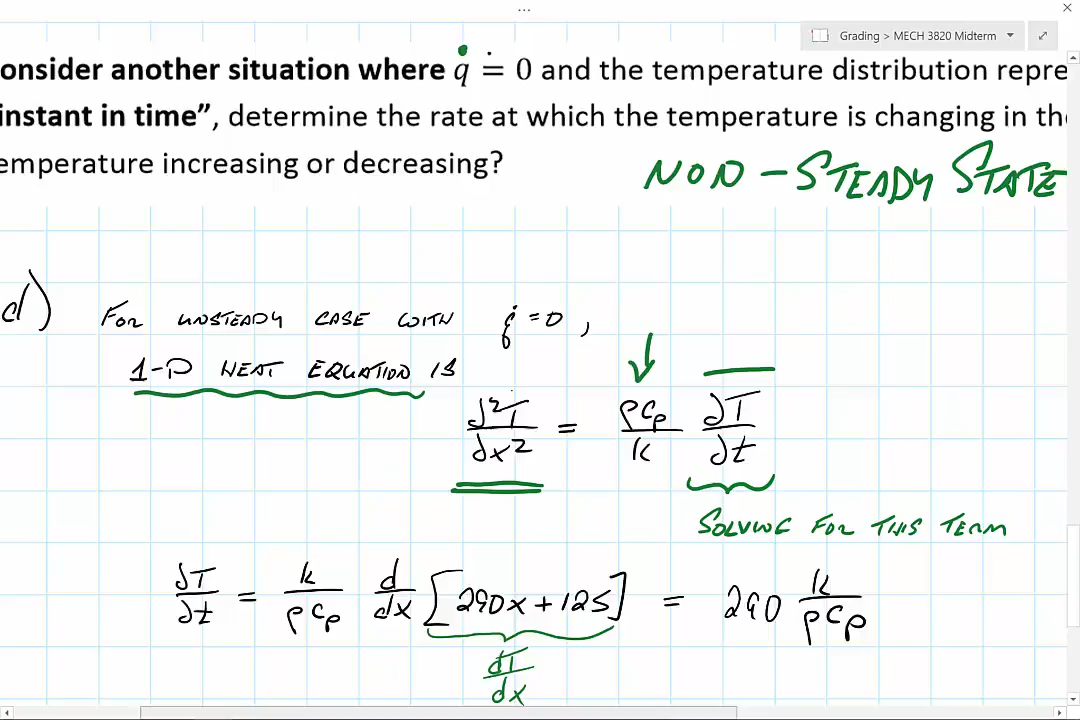 ...
Grading > MECH 3820 Midterm
onsider another situation where q̇ = 0 and the temperature distribution repre
instant in time”, determine the rate at which the temperature is changing in th
emperature increasing or decreasing?
NON-STEADY STATE
d) FOR UNSTEADY CASE WITH q̇ = 0,
1-D HEAT EQUATION IS
d²T/dx² = ρCp/k ∂T/∂t
SOLVING FOR THIS TERM
∂T/∂t = k/ρCp d/dx [290x + 125] = 290 k/ρCp
dT/dx